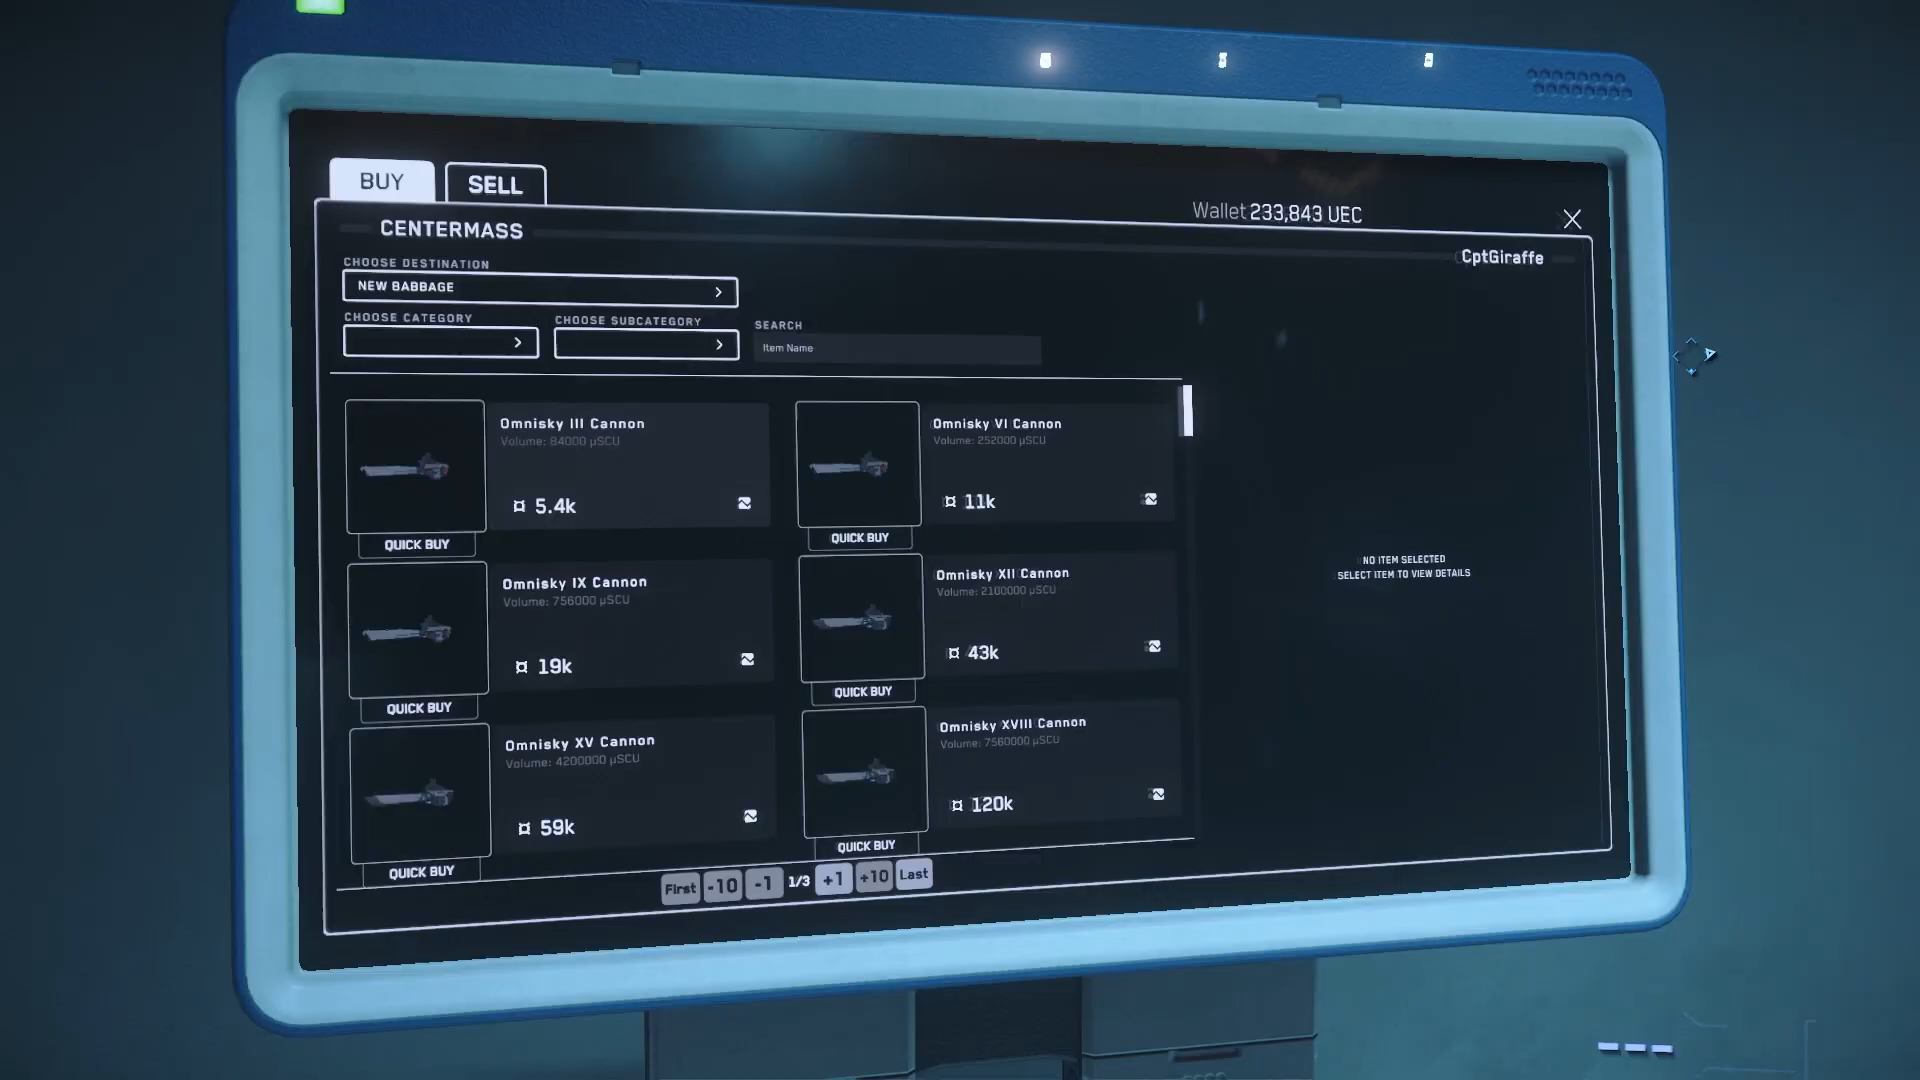 BUY
SELL
Wallet 233,843 UEC
CENTERMASS
CptGiraffe
CHOOSE DESTINATION
NEW BABBAGE
CHOOSE CATEGORY
CHOOSE SUBCATEGORY
SEARCH
Item Name
Omnisky III Cannon
Volume: 84000 µSCU
5.4k
QUICK BUY
Omnisky VI Cannon
Volume: 252000 µSCU
11k
QUICK BUY
Omnisky IX Cannon
Volume: 756000 µSCU
19k
QUICK BUY
Omnisky XII Cannon
Volume: 2100000 µSCU
43k
QUICK BUY
Omnisky XV Cannon
Volume: 4200000 µSCU
59k
QUICK BUY
Omnisky XVIII Cannon
Volume: 7560000 µSCU
120k
QUICK BUY
NO ITEM SELECTED
SELECT ITEM TO VIEW DETAILS
First -10 -1 1/3 +1 +10 Last